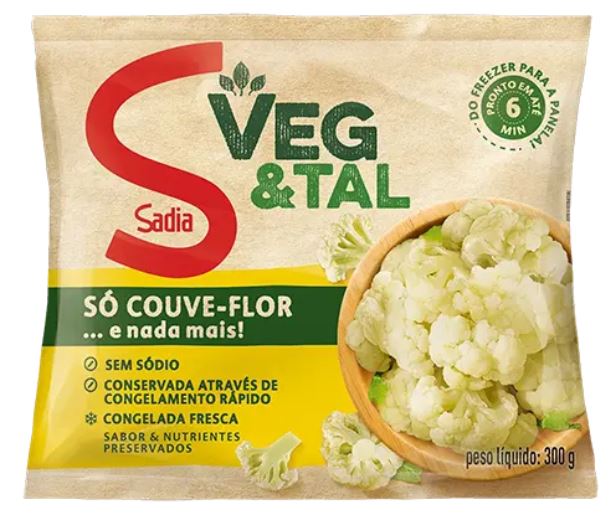 Sadia
VEG
&TAL
DO FREEZER PARA A PANELA!
PRONTO EM ATÉ
6
MIN
SÓ COUVE-FLOR
... e nada mais!
SEM SÓDIO
CONSERVADA ATRAVÉS DE
CONGELAMENTO RÁPIDO
CONGELADA FRESCA
SABOR & NUTRIENTES
PRESERVADOS
peso líquido: 300 g